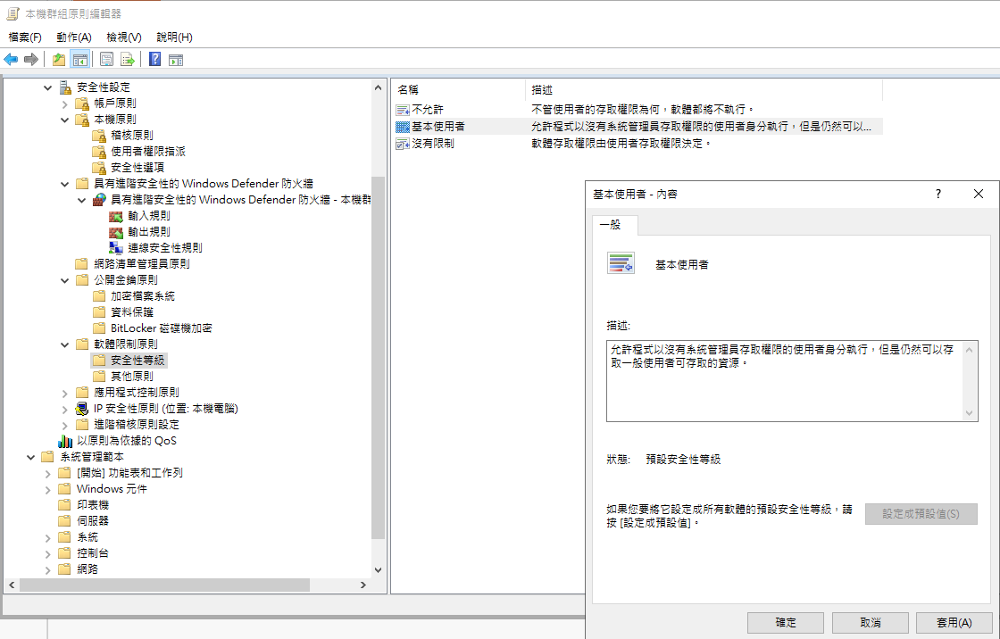 本機群組原則編輯器
檔案(F) 動作(A) 檢視(V) 說明(H)
安全性設定
帳戶原則
本機原則
稽核原則
使用者權限指派
安全性選項
具有進階安全性的 Windows Defender 防火牆
具有進階安全性的 Windows Defender 防火牆 - 本機群
輸入規則
輸出規則
連線安全性規則
網路清單管理員原則
公開金鑰原則
加密檔案系統
資料保護
BitLocker 磁碟機加密
軟體限制原則
安全性等級
其他原則
應用程式控制原則
IP 安全性原則 (位置: 本機電腦)
進階稽核原則設定
以原則為依據的 QoS
系統管理範本
[開始] 功能表和工作列
Windows 元件
印表機
伺服器
系統
控制台
網路
名稱 描述
不允許 不管使用者的存取權限為何，軟體都將不執行。
基本使用者 允許程式以沒有系統管理員存取權限的使用者身分執行，但是仍然可以...
沒有限制 軟體存取權限由使用者存取權限決定。
基本使用者 - 內容
?
一般
基本使用者
描述:
允許程式以沒有系統管理員存取權限的使用者身分執行，但是仍然可以存
取一般使用者可存取的資源。
狀態: 預設安全性等級
如果您要將它設定成所有軟體的預設安全性等級，請
按 [設定成預設值]。
設定成預設值(S)
確定 取消 套用(A)